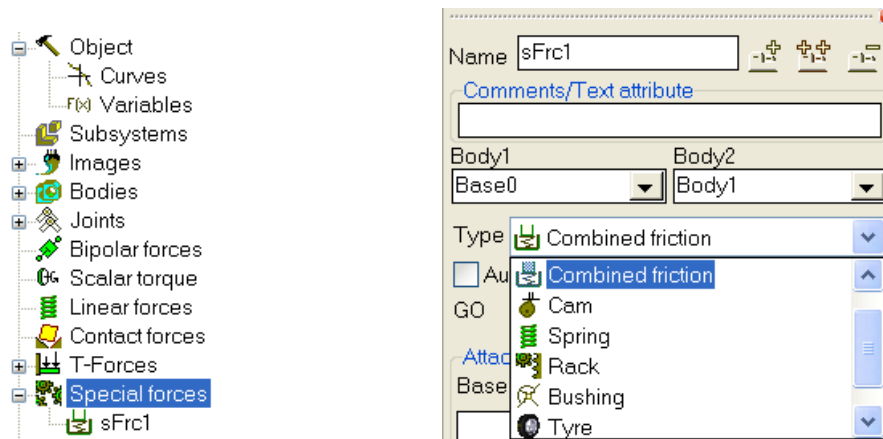 Object
Curves
F(x) Variables
Subsystems
Images
Bodies
Joints
Bipolar forces
Scalar torque
Linear forces
Contact forces
T-Forces
Special forces
sFrc1
Name sFrc1
Comments/Text attribute
Body1 Body2
Base0 Body1
Type Combined friction
Au Combined friction
GO Cam
Spring
Attac Rack
Base Bushing
Tyre